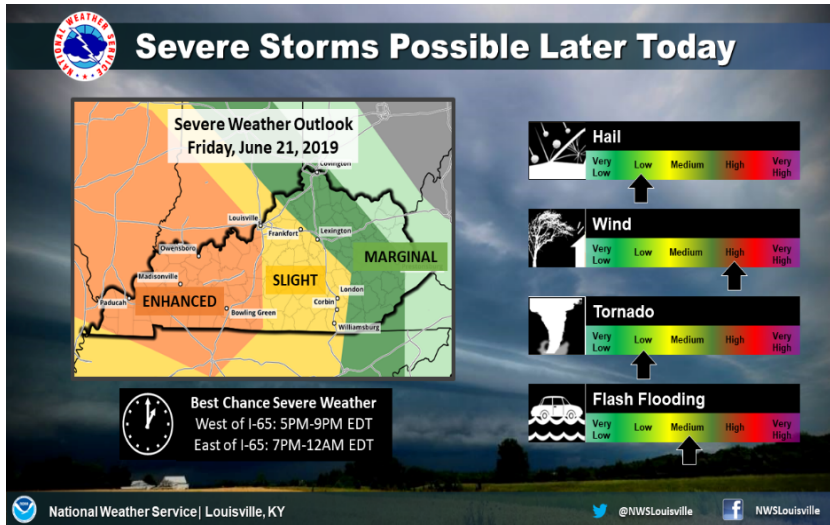 NATIONAL WEATHER SERVICE
Severe Storms Possible Later Today
Severe Weather Outlook
Friday, June 21, 2019
Covington
Louisville
Frankfort
Lexington
Owensboro
MARGINAL
Madisonville
SLIGHT
London
Paducah
ENHANCED
Corbin
Bowling Green
Williamsburg
Best Chance Severe Weather
West of I-65: 5PM-9PM EDT
East of I-65: 7PM-12AM EDT
Hail
Very Low Low Medium High Very High
Wind
Very Low Low Medium High Very High
Tornado
Very Low Low Medium High Very High
Flash Flooding
Very Low Low Medium High Very High
National Weather Service| Louisville, KY
@NWSLouisville
f NWSLouisville